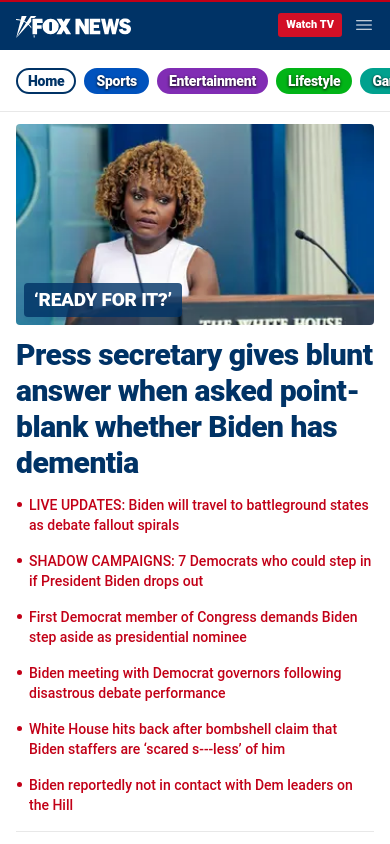 FOX NEWS
Watch TV
Home
Sports
Entertainment
Lifestyle
Ga
THE WHITE HOUSE
‘READY FOR IT?’
Press secretary gives blunt
answer when asked point-
blank whether Biden has
dementia
• LIVE UPDATES: Biden will travel to battleground states
as debate fallout spirals
• SHADOW CAMPAIGNS: 7 Democrats who could step in
if President Biden drops out
• First Democrat member of Congress demands Biden
step aside as presidential nominee
• Biden meeting with Democrat governors following
disastrous debate performance
• White House hits back after bombshell claim that
Biden staffers are ‘scared s---less’ of him
• Biden reportedly not in contact with Dem leaders on
the Hill